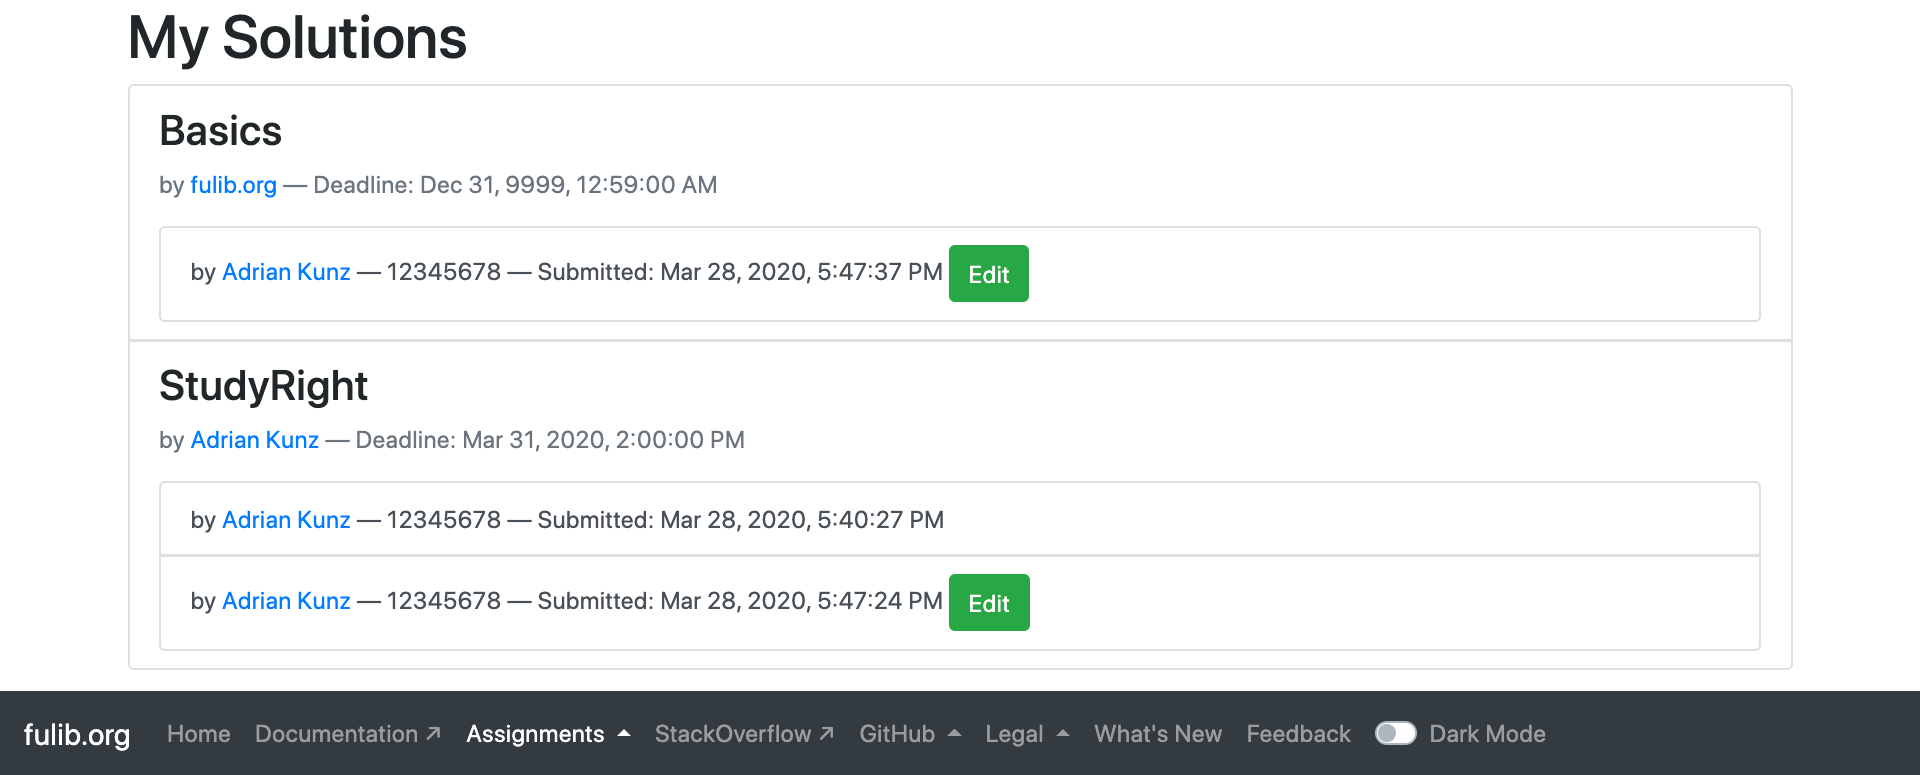 My Solutions
Basics
by fulib.org — Deadline: Dec 31, 9999, 12:59:00 AM
by Adrian Kunz — 12345678 — Submitted: Mar 28, 2020, 5:47:37 PM Edit
StudyRight
by Adrian Kunz — Deadline: Mar 31, 2020, 2:00:00 PM
by Adrian Kunz — 12345678 — Submitted: Mar 28, 2020, 5:40:27 PM
by Adrian Kunz — 12345678 — Submitted: Mar 28, 2020, 5:47:24 PM Edit
fulib.org Home Documentation Assignments StackOverflow GitHub Legal What's New Feedback Dark Mode